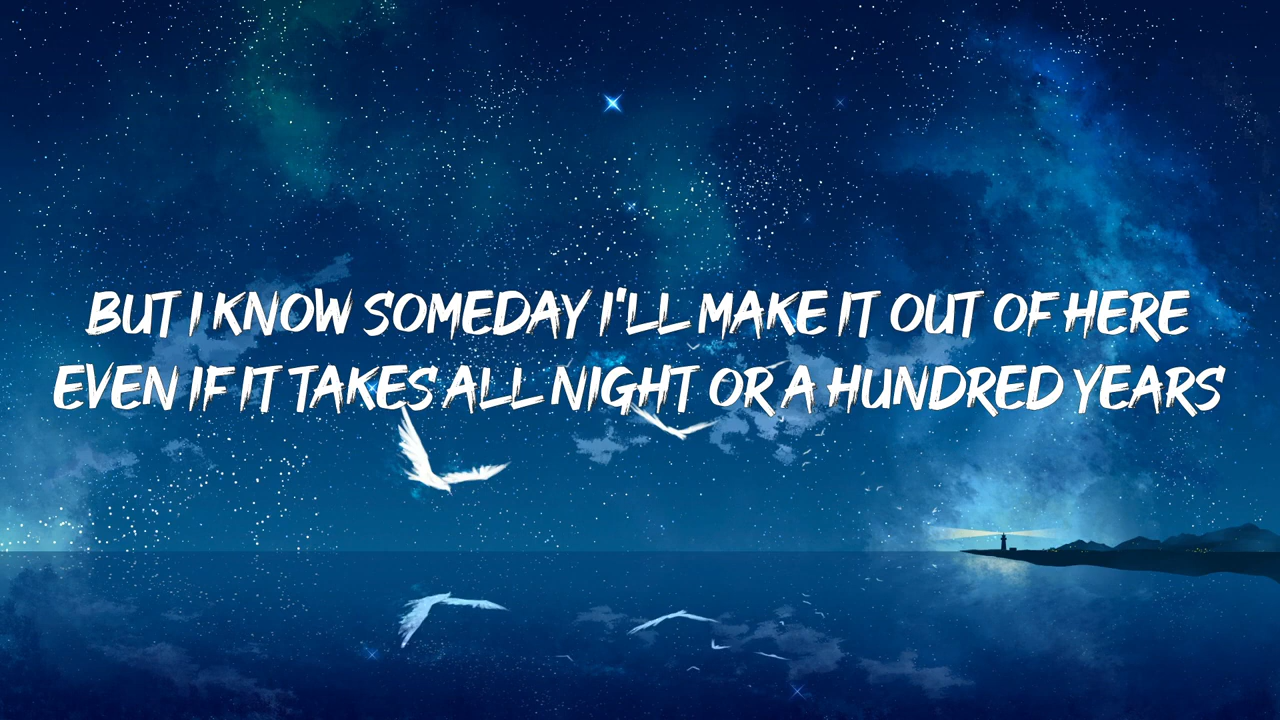 BUT I KNOW SOMEDAY I'LL MAKE IT OUT OF HERE
EVEN IF IT TAKES ALL NIGHT OR A HUNDRED YEARS